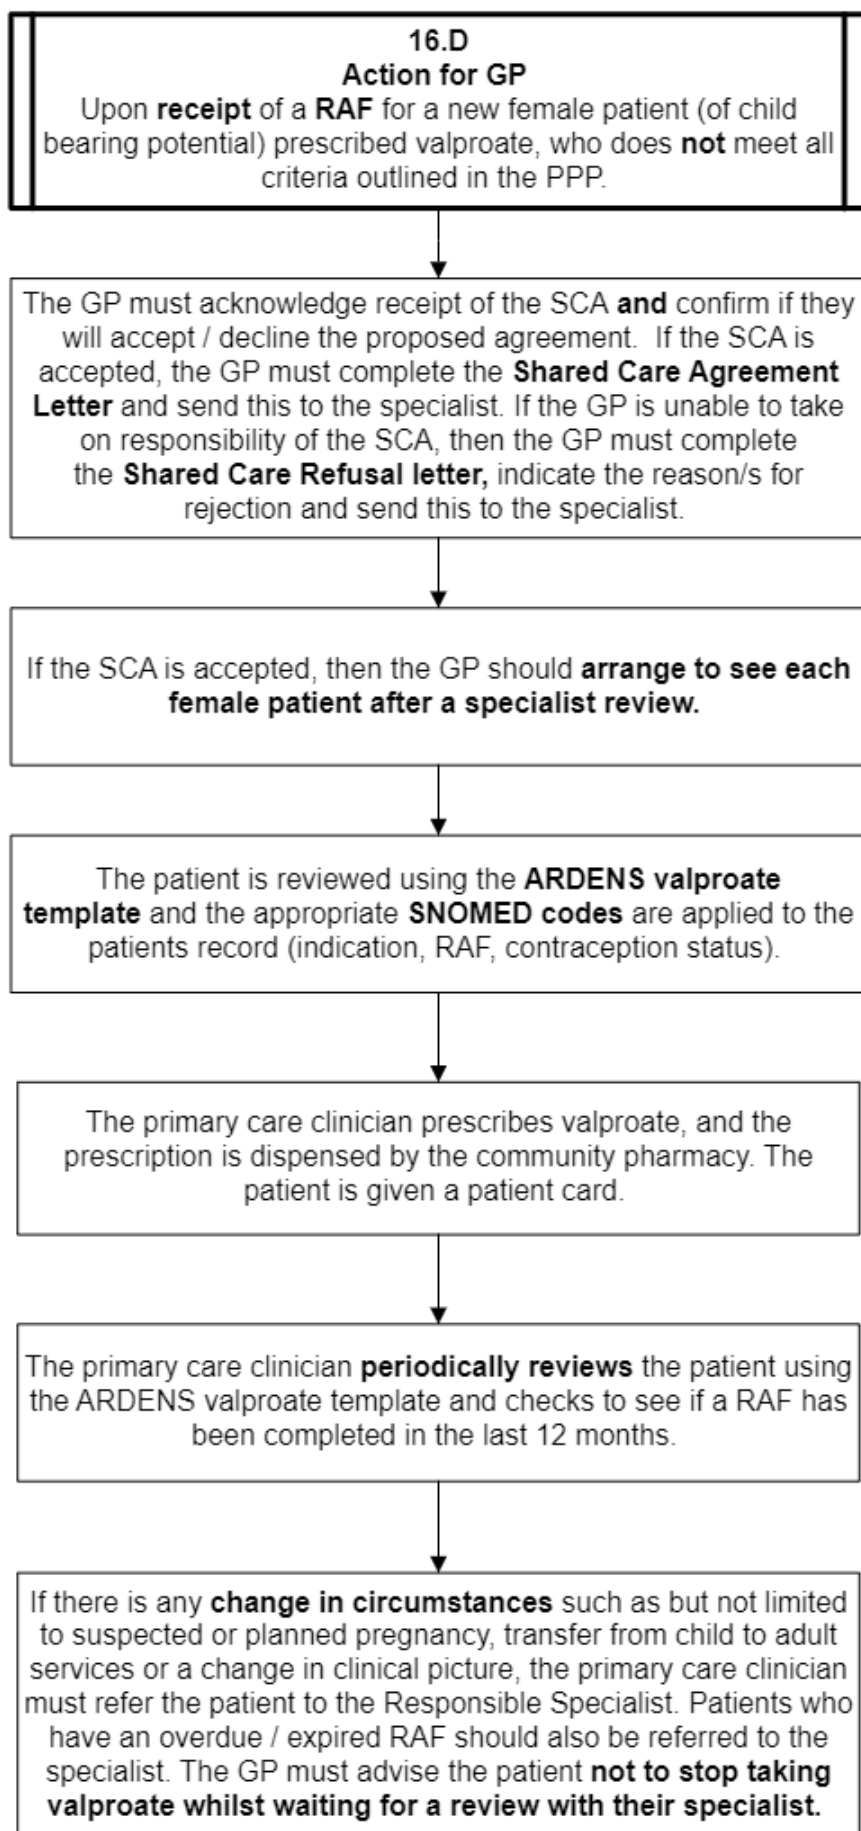 16.D
Action for GP
Upon receipt of a RAF for a new female patient (of child
bearing potential) prescribed valproate, who does not meet all
criteria outlined in the PPP.
The GP must acknowledge receipt of the SCA and confirm if they
will accept / decline the proposed agreement.  If the SCA is
accepted, the GP must complete the Shared Care Agreement
Letter and send this to the specialist. If the GP is unable to take
on responsibility of the SCA, then the GP must complete
the Shared Care Refusal letter, indicate the reason/s for
rejection and send this to the specialist.
If the SCA is accepted, then the GP should arrange to see each
female patient after a specialist review.
The patient is reviewed using the ARDENS valproate
template and the appropriate SNOMED codes are applied to the
patients record (indication, RAF, contraception status).
The primary care clinician prescribes valproate, and the
prescription is dispensed by the community pharmacy. The
patient is given a patient card.
The primary care clinician periodically reviews the patient using
the ARDENS valproate template and checks to see if a RAF has
been completed in the last 12 months.
If there is any change in circumstances such as but not limited
to suspected or planned pregnancy, transfer from child to adult
services or a change in clinical picture, the primary care clinician
must refer the patient to the Responsible Specialist. Patients who
have an overdue / expired RAF should also be referred to the
specialist. The GP must advise the patient not to stop taking
valproate whilst waiting for a review with their specialist.